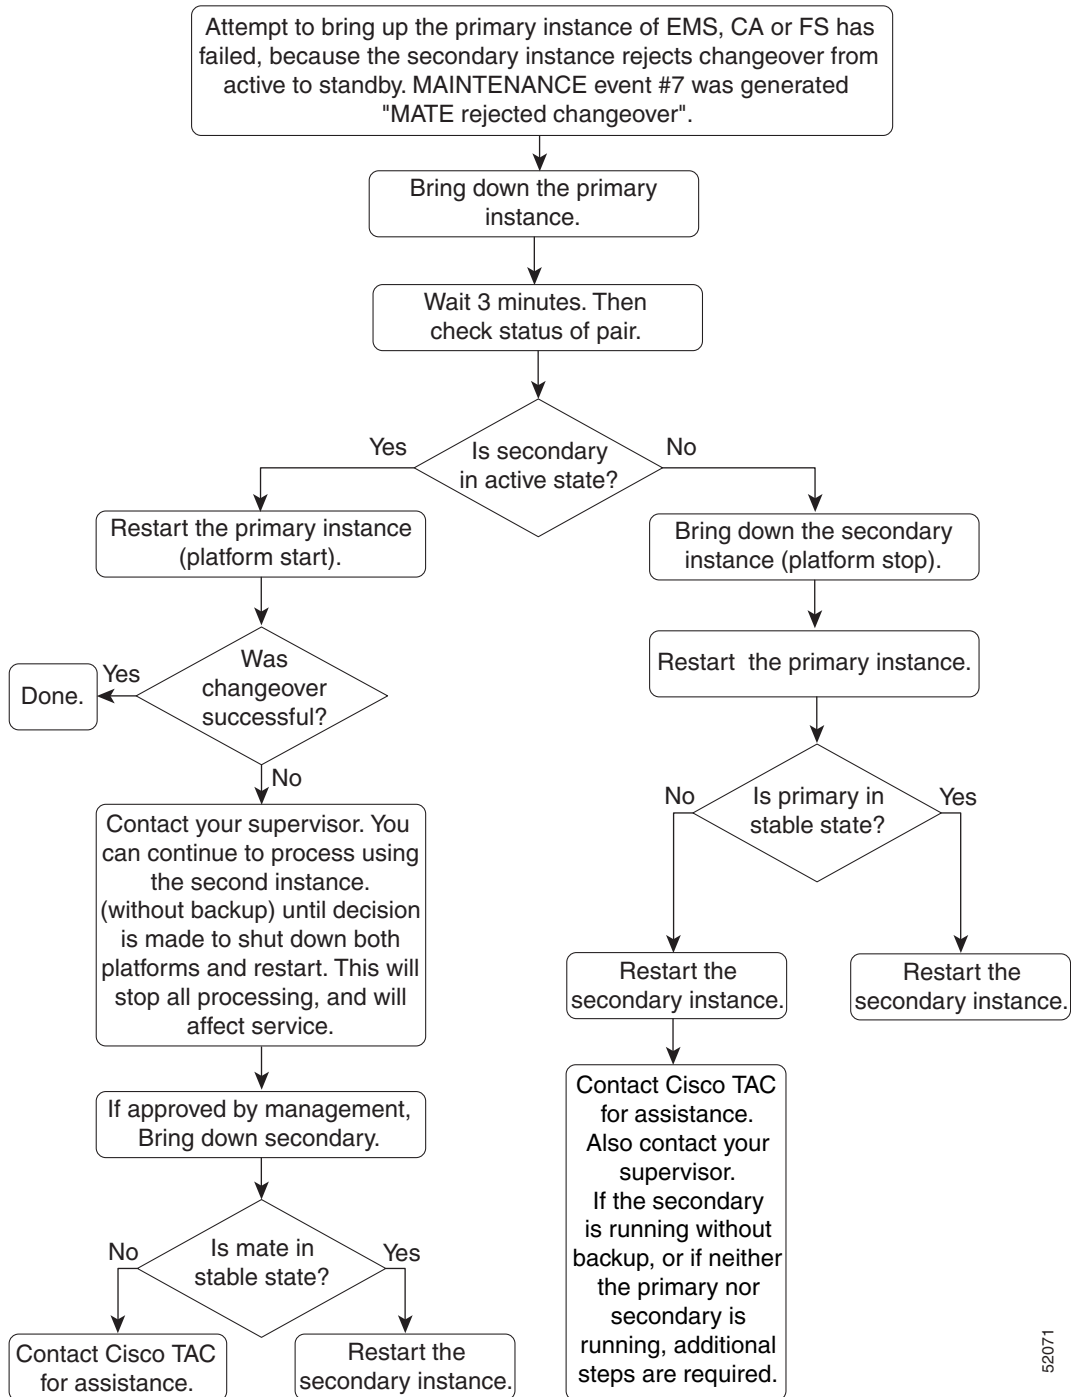 Attempt to bring up the primary instance of EMS, CA or FS has
failed, because the secondary instance rejects changeover from
active to standby. MAINTENANCE event #7 was generated
"MATE rejected changeover".
Bring down the primary
instance.
Wait 3 minutes. Then
check status of pair.
Yes
Is secondary
in active state?
No
Restart the primary instance
(platform start).
Bring down the secondary
instance (platform stop).
Done.
Yes
Was
changeover
successful?
Restart the primary instance.
No
No
Is primary in
stable state?
Yes
Contact your supervisor. You
can continue to process using
the second instance.
(without backup) until decision
is made to shut down both
platforms and restart. This will
stop all processing, and will
affect service.
Restart the
secondary instance.
Restart the
secondary instance.
If approved by management,
Bring down secondary.
Contact Cisco TAC
for assistance.
Also contact your
supervisor.
If the secondary
is running without
backup, or if neither
the primary nor
secondary is
running, additional
steps are required.
No
Is mate in
stable state?
Yes
Contact Cisco TAC
for assistance.
Restart the
secondary instance.
52071